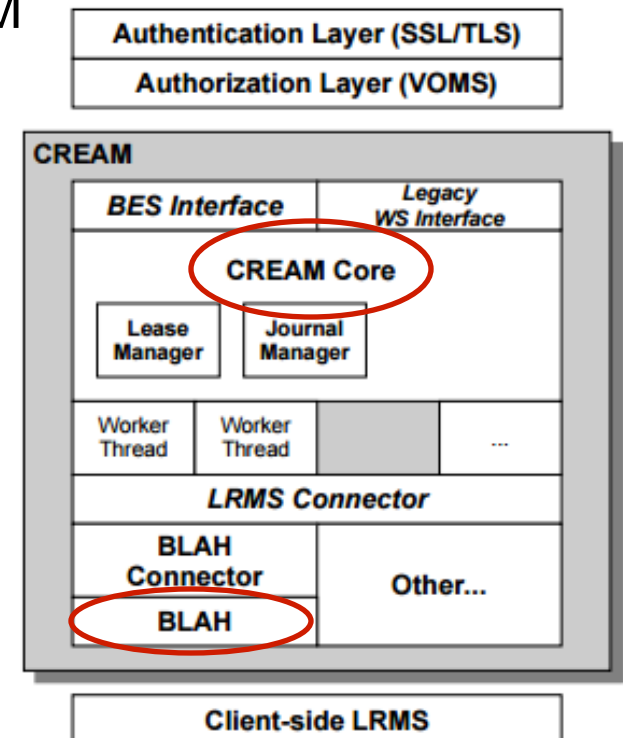 M
Authentication Layer (SSL/TLS)
Authorization Layer (VOMS)
CREAM
BES Interface
Legacy
WS Interface
CREAM Core
Lease
Manager
Journal
Manager
Worker
Thread
Worker
Thread
...
LRMS Connector
BLAH
Connector
BLAH
Other...
Client-side LRMS